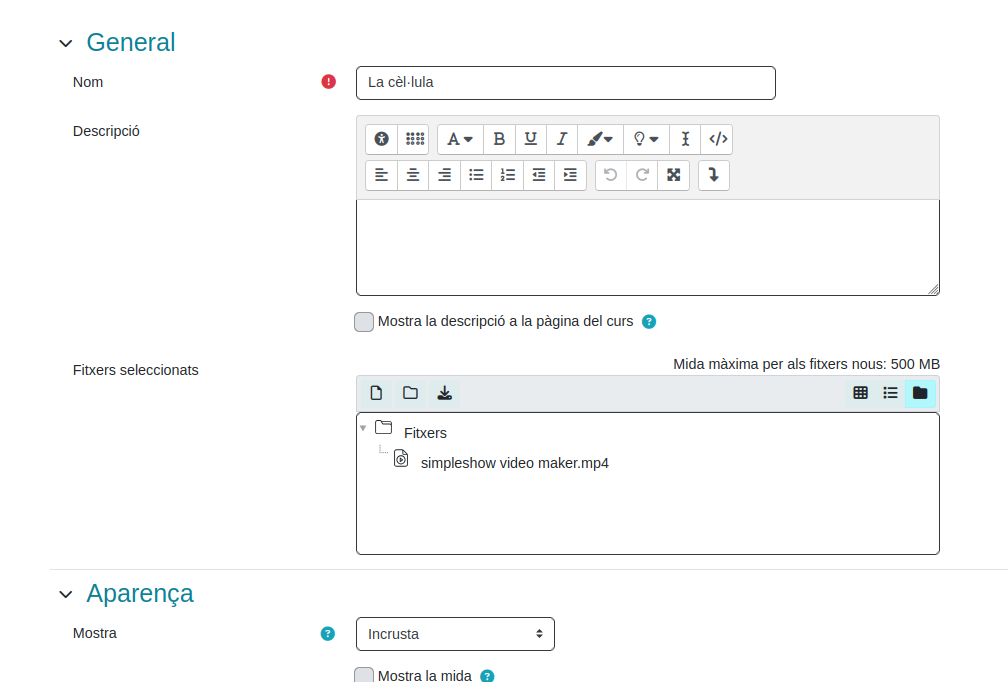 General
Nom
La cèl·lula
Descripció
Mostra la descripció a la pàgina del curs
Mida màxima per als fitxers nous: 500 MB
Fitxers seleccionats
Fitxers
simpleshow video maker.mp4
Aparença
Mostra
Incrusta
Mostra la mida